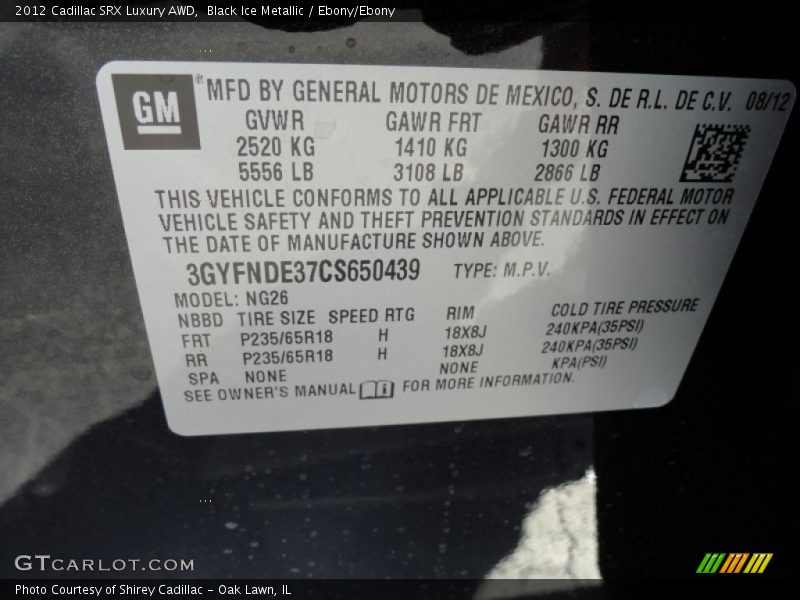 2012 Cadillac SRX Luxury AWD,  Black Ice Metallic / Ebony/Ebony
GM® MFD BY GENERAL MOTORS DE MEXICO, S. DE R.L. DE C.V. 08/12
GVWR GAWR FRT GAWR RR
2520 KG 1410 KG 1300 KG
5556 LB 3108 LB 2866 LB
THIS VEHICLE CONFORMS TO ALL APPLICABLE U.S. FEDERAL MOTOR
VEHICLE SAFETY AND THEFT PREVENTION STANDARDS IN EFFECT ON
THE DATE OF MANUFACTURE SHOWN ABOVE.
3GYFNDE37CS650439 TYPE: M.P.V.
MODEL: NG26
NBBD TIRE SIZE SPEED RTG RIM COLD TIRE PRESSURE
FRT P235/65R18 H 18X8J 240KPA(35PSI)
RR P235/65R18 H 18X8J 240KPA(35PSI)
SPA NONE NONE KPA(PSI)
SEE OWNER'S MANUAL FOR MORE INFORMATION.
GTCARLOT.COM
Photo Courtesy of Shirey Cadillac - Oak Lawn, IL